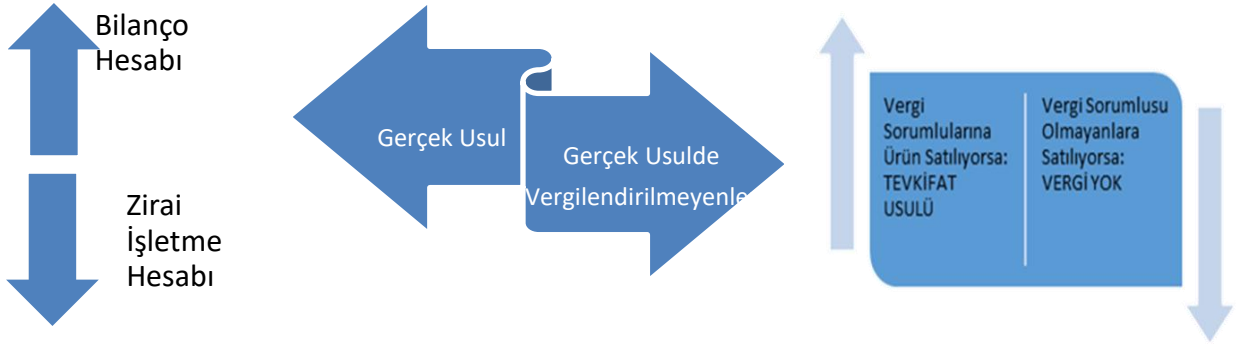 Bilanço
Hesabı
Zirai
İşletme
Hesabı
Gerçek Usul
Gerçek Usulde
Vergilendirilmeyenle
Vergi
Sorumlularına
Ürün Satılıyorsa:
TEVKİFAT
USULÜ
Vergi Sorumlusu
Olmayanlara
Satılıyorsa:
VERGİ YOK